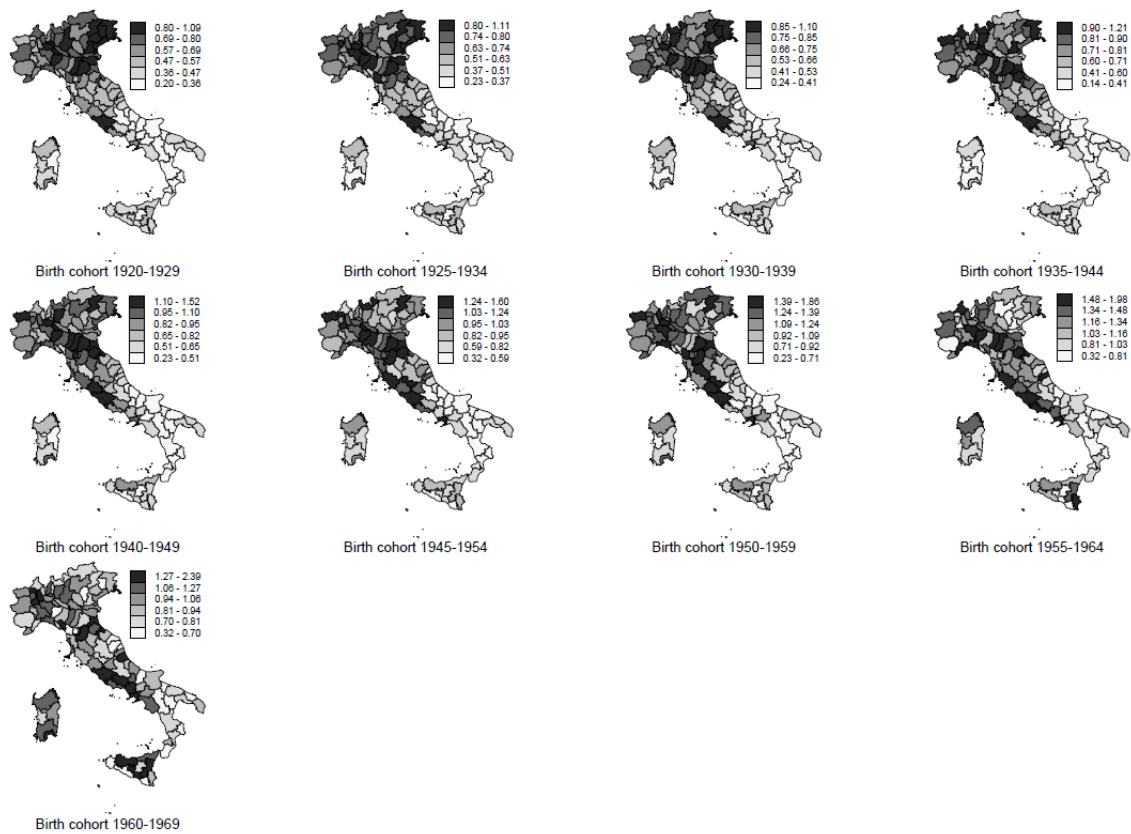 0.80 - 1.09
0.69 - 0.80
0.57 - 0.69
0.47 - 0.57
0.36 - 0.47
0.20 - 0.36
Birth cohort 1920-1929
0.80 - 1.11
0.74 - 0.80
0.63 - 0.74
0.51 - 0.63
0.37 - 0.51
0.23 - 0.37
Birth cohort 1925-1934
0.85 - 1.10
0.75 - 0.85
0.66 - 0.75
0.53 - 0.66
0.41 - 0.53
0.24 - 0.41
Birth cohort 1930-1939
0.90 - 1.21
0.81 - 0.90
0.71 - 0.81
0.60 - 0.71
0.41 - 0.60
0.14 - 0.41
Birth cohort 1935-1944
1.10 - 1.52
0.95 - 1.10
0.82 - 0.95
0.65 - 0.82
0.51 - 0.65
0.23 - 0.51
Birth cohort 1940-1949
1.24 - 1.60
1.03 - 1.24
0.95 - 1.03
0.82 - 0.95
0.59 - 0.82
0.32 - 0.59
Birth cohort 1945-1954
1.39 - 1.86
1.24 - 1.39
1.09 - 1.24
0.92 - 1.09
0.71 - 0.92
0.23 - 0.71
Birth cohort 1950-1959
1.48 - 1.98
1.34 - 1.48
1.16 - 1.34
1.03 - 1.16
0.81 - 1.03
0.32 - 0.81
Birth cohort 1955-1964
1.27 - 2.39
1.06 - 1.27
0.94 - 1.06
0.81 - 0.94
0.70 - 0.81
0.32 - 0.70
Birth cohort 1960-1969